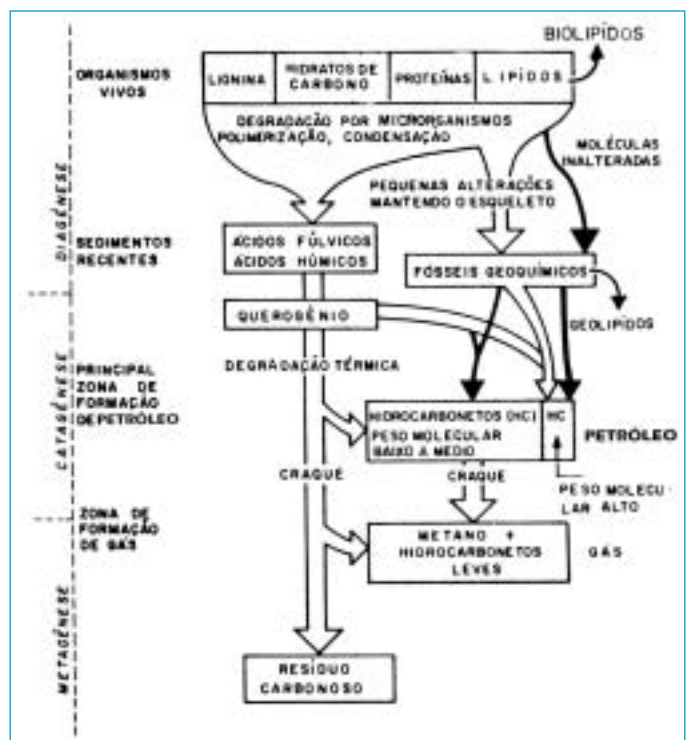 BIOLIPÍDOS
ORGANISMOS
VIVOS
LIGNINA
HIDRATOS DE
CARBONO
PROTEÍNAS
LIPÍDOS
DEGRADAÇÃO POR MICRORGANISMOS
POLIMERIZAÇÃO, CONDENSAÇÃO
MOLÉCULAS
INALTERADAS
PEQUENAS ALTERAÇÕES
MANTENDO O ESQUELETO
DIAGÊNESE
SEDIMENTOS
RECENTES
ÁCIDOS FÚLVICOS
ÁCIDOS HÚMICOS
FÓSSEIS GEOQUÍMICOS
QUEROGÊNIO
GEOLIPÍDOS
DEGRADAÇÃO TÉRMICA
CATAGÊNESE
PRINCIPAL
ZONA DE
FORMAÇÃO
DE PETRÓLEO
HIDROCARBONETOS (HC)
PESO MOLECULAR
BAIXO A MÉDIO
HC
PETRÓLEO
CRAQUE
CRAQUE
PESO MOLECU-
LAR ALTO
ZONA DE
FORMAÇÃO
DE GÁS
METANO +
HIDROCARBONETOS
LEVES
GÁS
METAGÊNESE
RESÍDUO
CARBONOSO